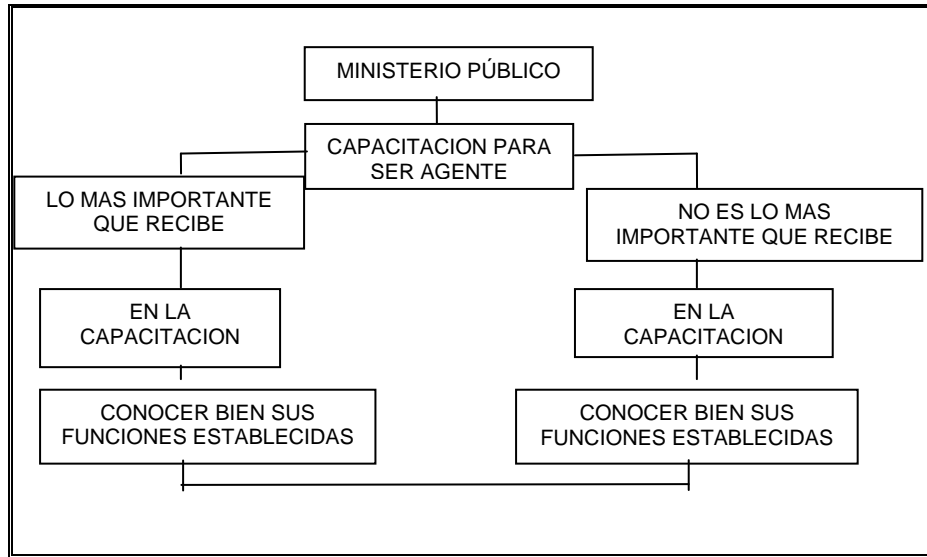 MINISTERIO PÚBLICO
CAPACITACION PARA
SER AGENTE
LO MAS IMPORTANTE
QUE RECIBE
NO ES LO MAS
IMPORTANTE QUE RECIBE
EN LA
CAPACITACION
EN LA
CAPACITACION
CONOCER BIEN SUS
FUNCIONES ESTABLECIDAS
CONOCER BIEN SUS
FUNCIONES ESTABLECIDAS